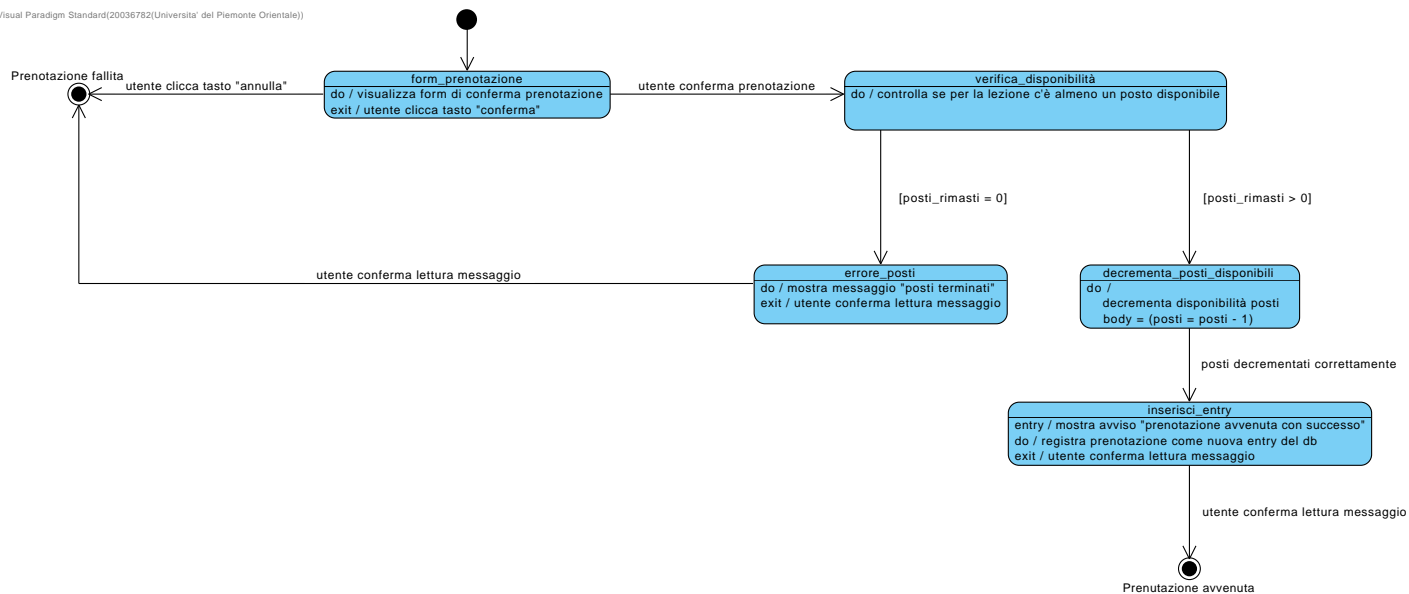 Visual Paradigm Standard(20036782(Universita' del Piemonte Orientale))
Prenotazione fallita
utente clicca tasto "annulla"
form_prenotazione
do / visualizza form di conferma prenotazione
exit / utente clicca tasto "conferma"
utente conferma prenotazione
verifica_disponibilità
do / controlla se per la lezione c'è almeno un posto disponibile
[posti_rimasti = 0]
[posti_rimasti > 0]
utente conferma lettura messaggio
errore_posti
do / mostra messaggio "posti terminati"
exit / utente conferma lettura messaggio
decrementa_posti_disponibili
do /
decrementa disponibilità posti
body = (posti = posti - 1)
posti decrementati correttamente
inserisci_entry
entry / mostra avviso "prenotazione avvenuta con successo"
do / registra prenotazione come nuova entry del db
exit / utente conferma lettura messaggio
utente conferma lettura messaggio
Prenutazione avvenuta